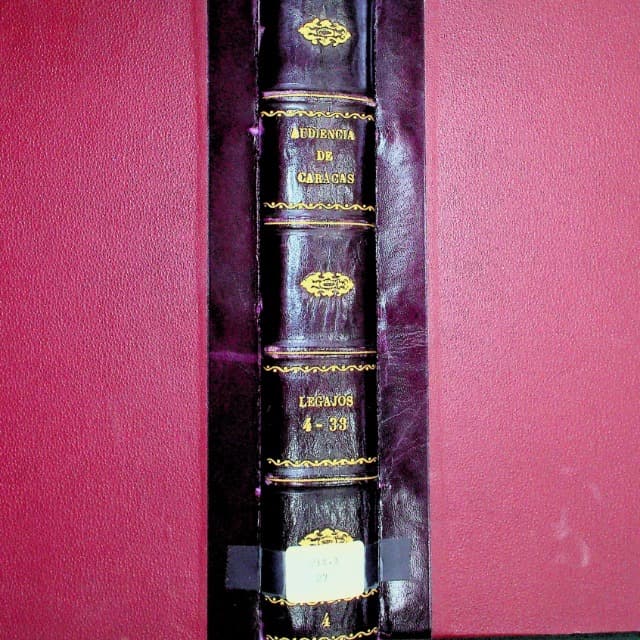 AUDIENCIA
DE
CARACAS
LEGAJOS
4 - 33
4